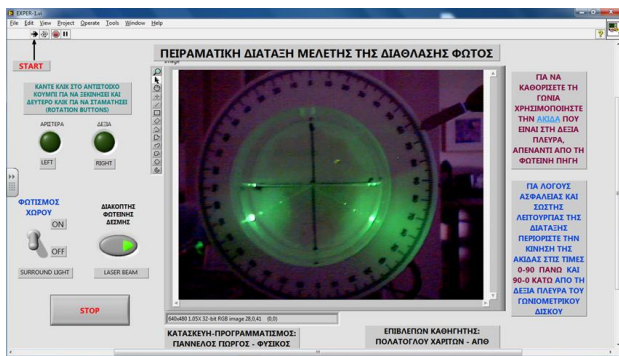 EXPER-3.vi
File Edit View Project Operate Tools Window Help
START
ΠΕΙΡΑΜΑΤΙΚΗ ΔΙΑΤΑΞΗ ΜΕΛΕΤΗΣ ΤΗΣ ΔΙΑΘΛΑΣΗΣ ΦΩΤΟΣ
Image
ΚΑΝΤΕ ΚΛΙΚ ΣΤΟ ΑΝΤΙΣΤΟΙΧΟ
ΚΟΥΜΠΙ ΓΙΑ ΝΑ ΞΕΚΙΝΗΣΕΙ ΚΑΙ
ΔΕΥΤΕΡΟ ΚΛΙΚ ΓΙΑ ΝΑ ΣΤΑΜΑΤΗΣΕΙ
(ROTATION BUTTONS)
ΑΡΙΣΤΕΡΑ ΔΕΞΙΑ
LEFT RIGHT
ΦΩΤΙΣΜΟΣ
ΧΩΡΟΥ
ON
OFF
SURROUND LIGHT
ΔΙΑΚΟΠΤΗΣ
ΦΩΤΕΙΝΗΣ
ΔΕΣΜΗΣ
LASER BEAM
STOP
640x480 1.05X 32-bit RGB image 28,0,41 (0,0)
ΚΑΤΑΣΚΕΥΗ-ΠΡΟΓΡΑΜΜΑΤΙΣΜΟΣ:
ΓΙΑΝΝΕΛΟΣ ΓΙΩΡΓΟΣ - ΦΥΣΙΚΟΣ
ΕΠΙΒΛΕΠΩΝ ΚΑΘΗΓΗΤΗΣ:
ΠΟΛΑΤΟΓΛΟΥ ΧΑΡΙΤΩΝ - ΑΠΘ
ΓΙΑ ΝΑ
ΚΑΘΟΡΙΣΕΤΕ ΤΗ
ΓΩΝΙΑ
ΧΡΗΣΙΜΟΠΟΙΗΣΤΕ
ΤΗΝ ΑΚΙΔΑ ΠΟΥ
ΕΙΝΑΙ ΣΤΗ ΔΕΞΙΑ
ΠΛΕΥΡΑ,
ΑΠΕΝΑΝΤΙ ΑΠΟ ΤΗ
ΦΩΤΕΙΝΗ ΠΗΓΗ
ΓΙΑ ΛΟΓΟΥΣ
ΑΣΦΑΛΕΙΑΣ ΚΑΙ
ΣΩΣΤΗΣ
ΛΕΙΤΟΥΡΓΙΑΣ ΤΗΣ
ΔΙΑΤΑΞΗΣ
ΠΕΡΙΟΡΙΣΤΕ ΤΗΝ
ΚΙΝΗΣΗ ΤΗΣ
ΑΚΙΔΑΣ ΣΤΙΣ ΤΙΜΕΣ
0-90 ΠΑΝΩ ΚΑΙ
90-0 ΚΑΤΩ ΑΠΟ ΤΗ
ΔΕΞΙΑ ΠΛΕΥΡΑ ΤΟΥ
ΓΩΝΙΟΜΕΤΡΙΚΟΥ
ΔΙΣΚΟΥ